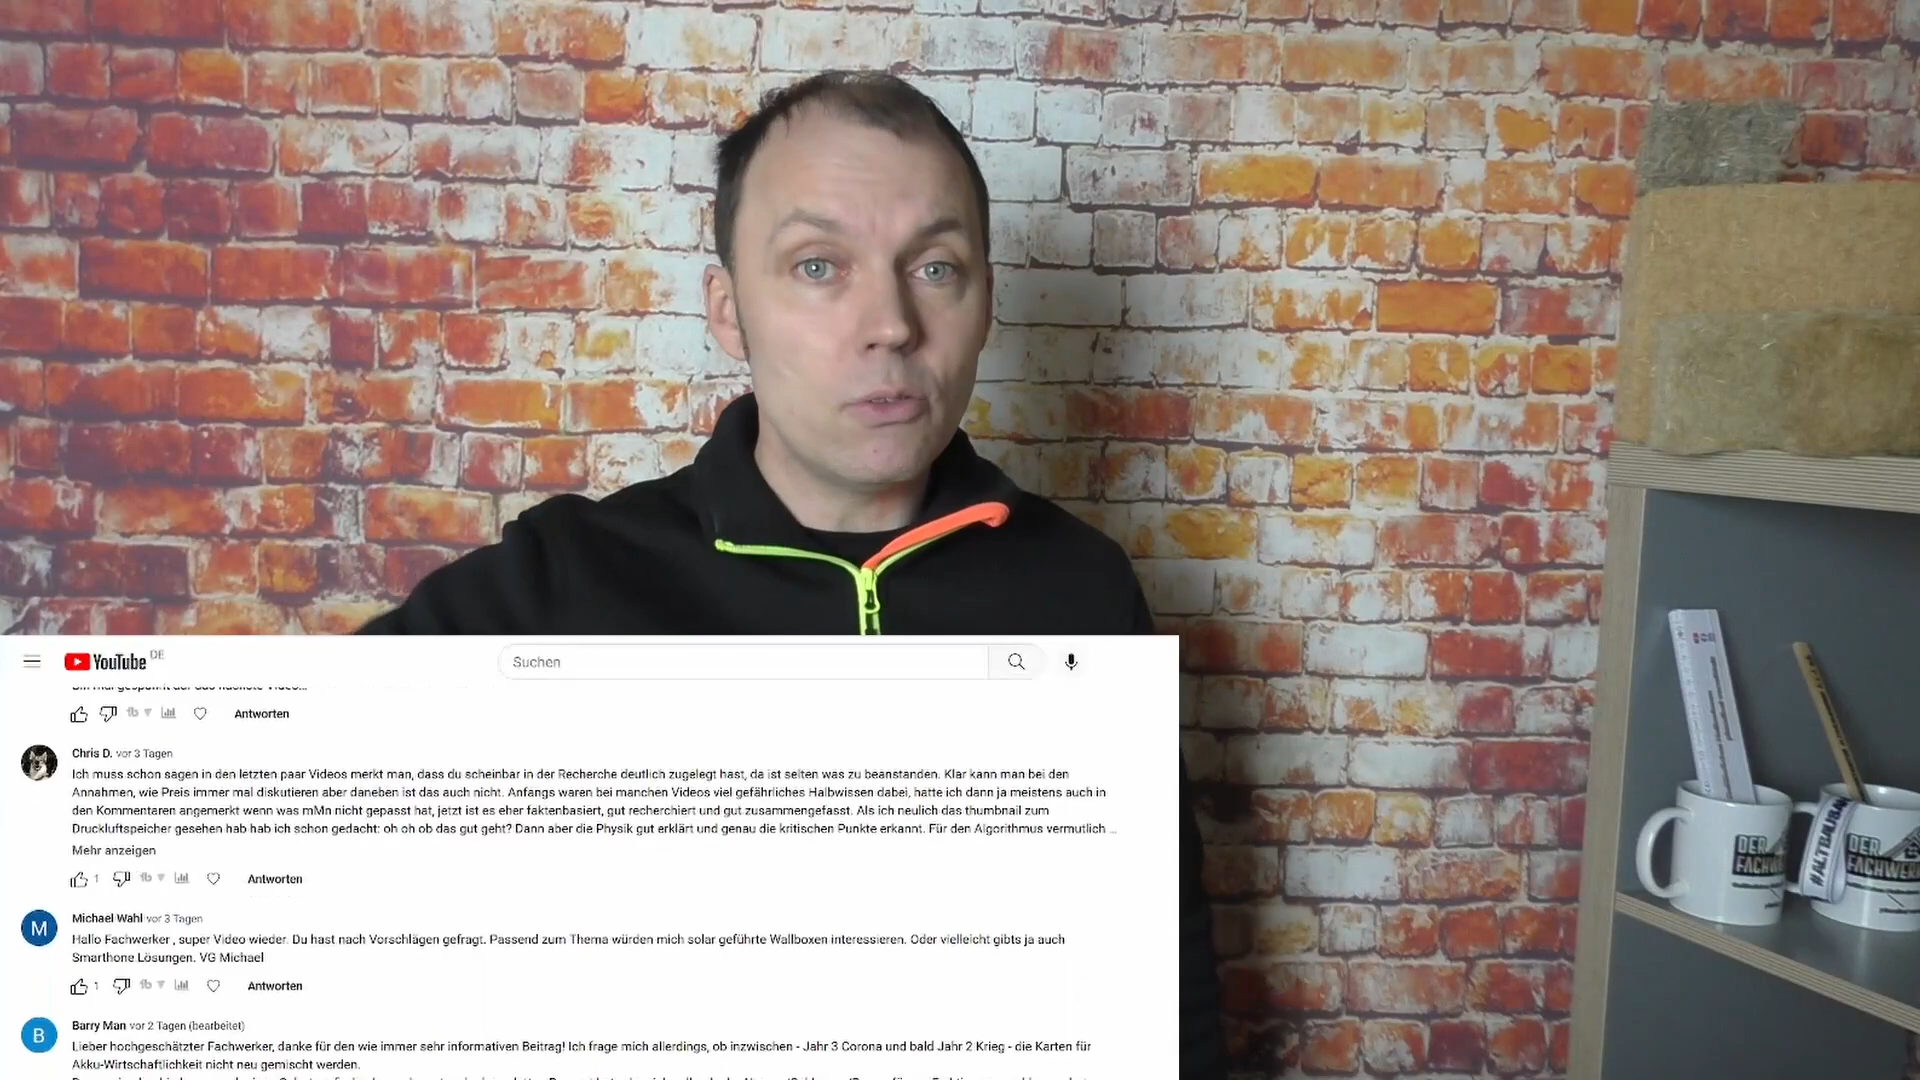 YouTube DE
Suchen
Antworten
Chris D. vor 3 Tagen
Ich muss schon sagen in den letzten paar Videos merkt man, dass du scheinbar in der Recherche deutlich zugelegt hast, da ist selten was zu beanstanden. Klar kann man bei den
Annahmen, wie Preis immer mal diskutieren aber daneben ist das auch nicht. Anfangs waren bei manchen Videos viel gefährliches Halbwissen dabei, hatte ich dann ja meistens auch in
den Kommentaren angemerkt wenn was mMn nicht gepasst hat, jetzt ist es eher faktenbasiert, gut recherchiert und gut zusammengefasst. Als ich neulich das thumbnail zum
Druckluftspeicher gesehen hab hab ich schon gedacht: oh oh ob das gut geht? Dann aber die Physik gut erklärt und genau die kritischen Punkte erkannt. Für den Algorithmus vermutlich ...
Mehr anzeigen
1 Antworten
M
Michael Wahl vor 3 Tagen
Hallo Fachwerker , super Video wieder. Du hast nach Vorschlägen gefragt. Passend zum Thema würden mich solar geführte Wallboxen interessieren. Oder vielleicht gibts ja auch
Smarthone Lösungen. VG Michael
1 Antworten
B
Barry Man vor 2 Tagen (bearbeitet)
Lieber hochgeschätzter Fachwerker, danke für den wie immer sehr informativen Beitrag! Ich frage mich allerdings, ob inzwischen - Jahr 3 Corona und bald Jahr 2 Krieg - die Karten für
Akku-Wirtschaftlichkeit nicht neu gemischt werden.
DER
FACHWERK
#ALTBAUBAR
DER
FACHWERK